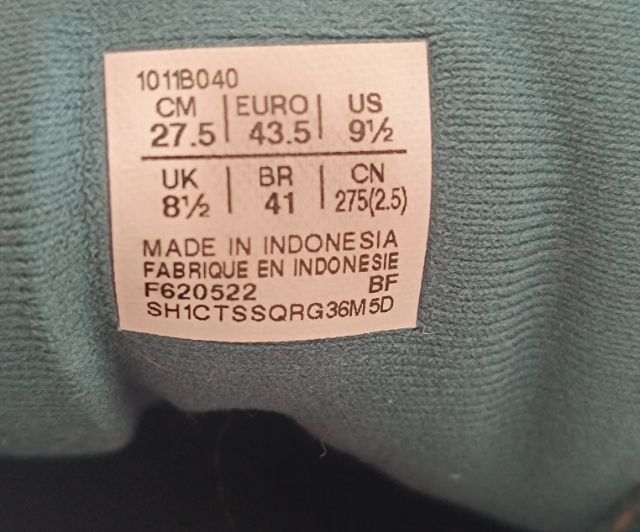 1011B040
CM | EURO | US
27.5 | 43.5 | 9½
UK | BR | CN
8½ | 41 | 275(2.5)
MADE IN INDONESIA
FABRIQUE EN INDONESIE
F620522 BF
SH1CTSSQRG36M5D